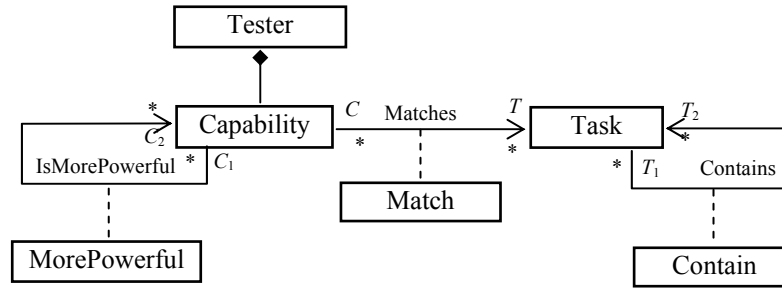 Tester
* C T T2
Capability Matches Task
C2 * * *
IsMorePowerful * C1 * T1 Contains
Match
MorePowerful Contain